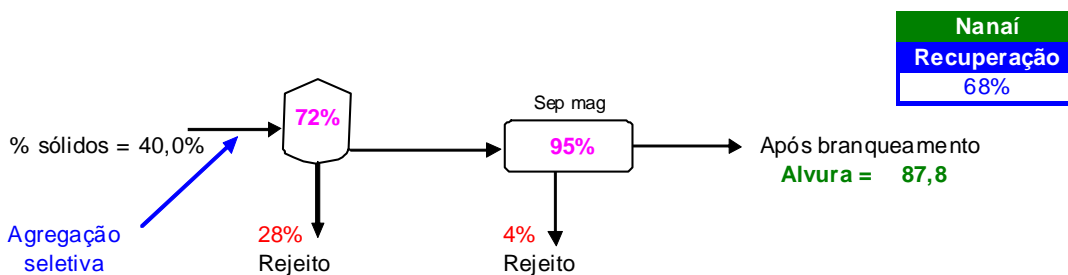 Nanaí
Recuperação
68%
Sep mag
72%
95%
% sólidos = 40,0%
Após branqueamento
Alvura = 87,8
Agregação
seletiva
28%
Rejeito
4%
Rejeito